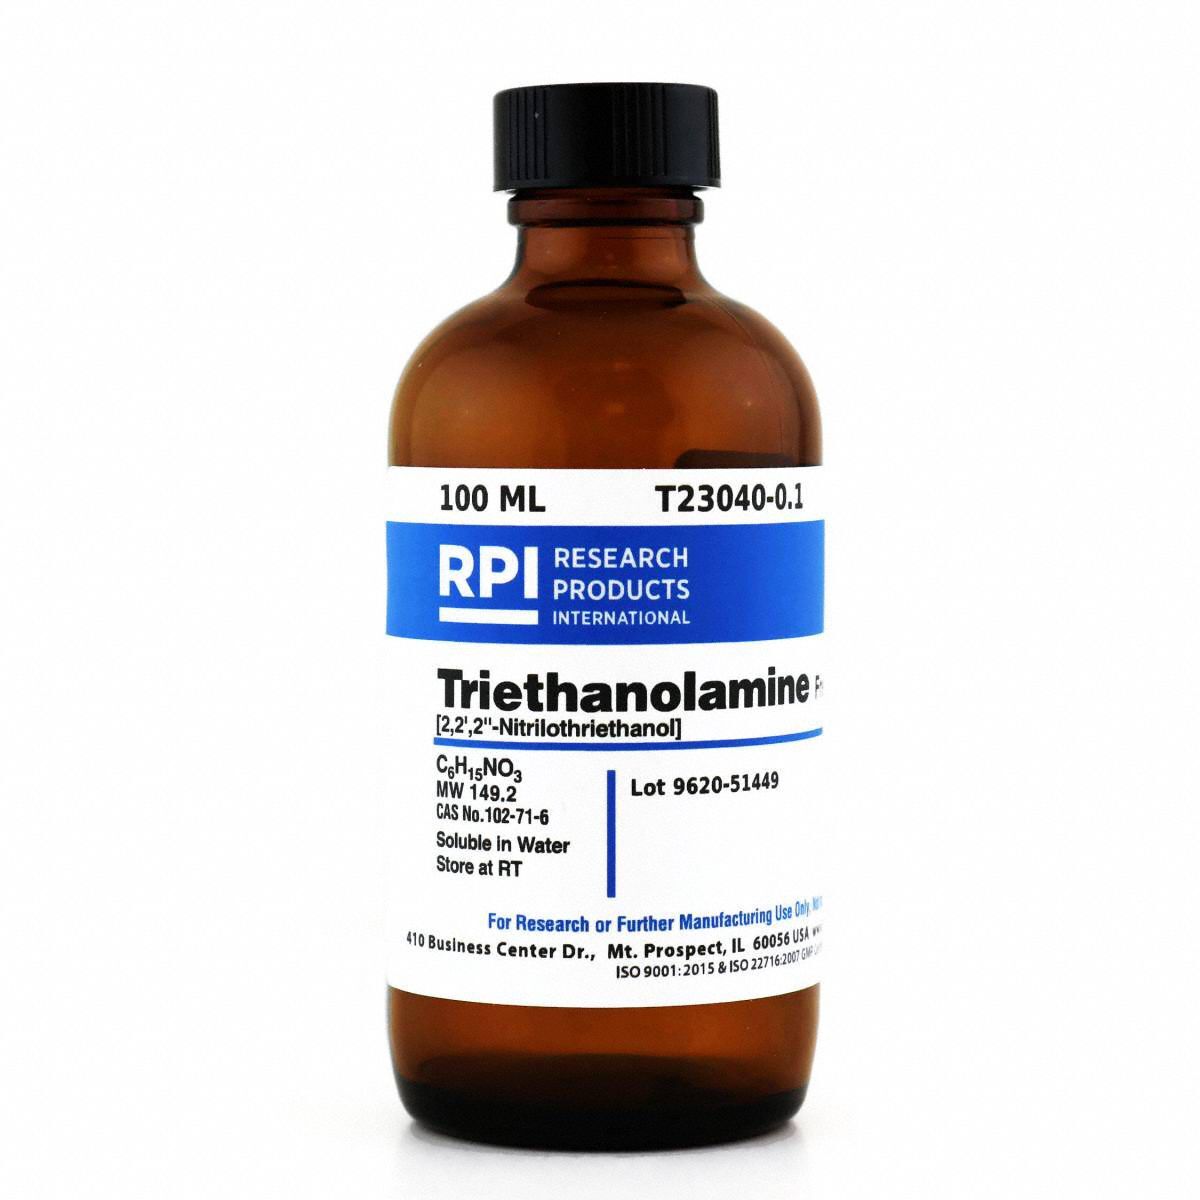 100 ML T23040-0.1
RPI RESEARCH
PRODUCTS
INTERNATIONAL
Triethanolamine
[2,2',2"-Nitrilothriethanol]
C₆H₁₅NO₃
MW 149.2
CAS No.102-71-6
Soluble in Water
Store at RT
Lot 9620-51449
For Research or Further Manufacturing Use Only,
410 Business Center Dr., Mt. Prospect, IL 60056 USA
ISO 9001:2015 & ISO 22716:2007 GMP